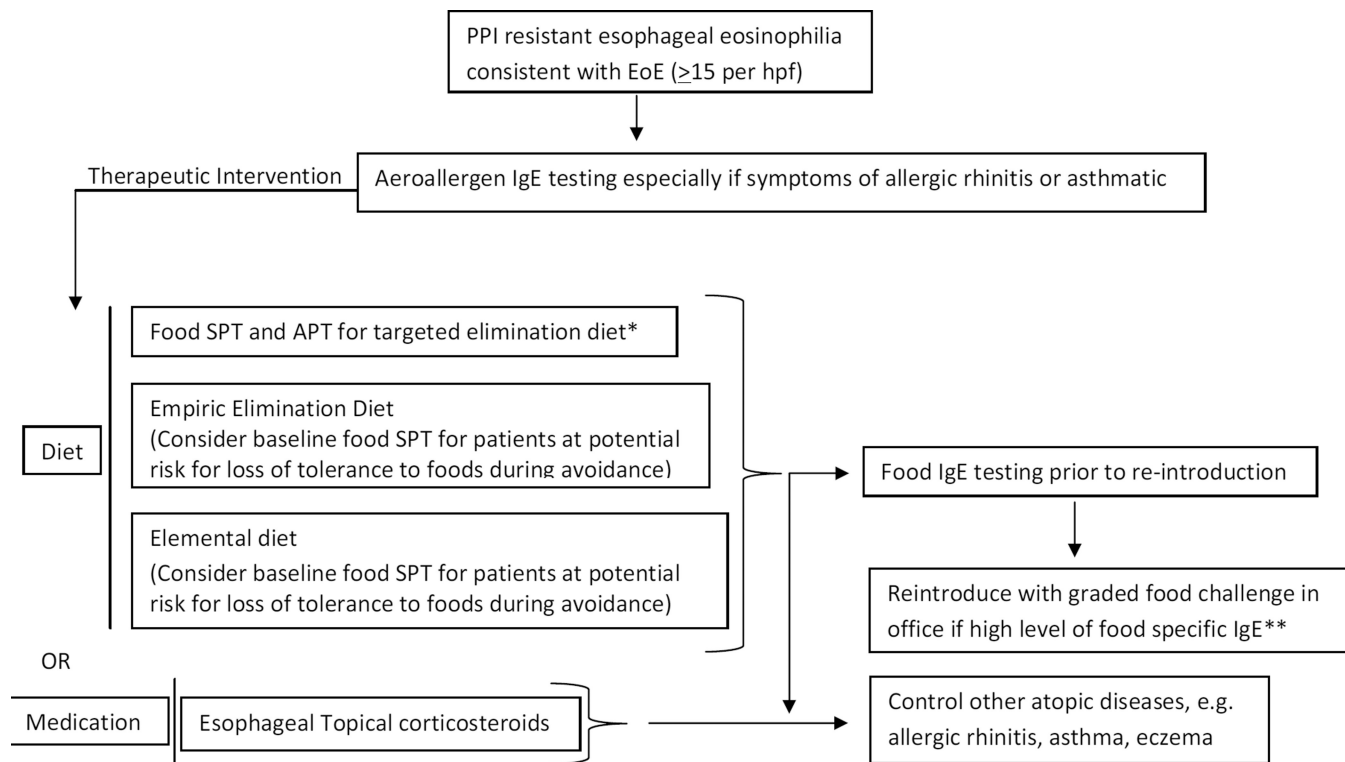 PPI resistant esophageal eosinophilia
consistent with EoE (≥15 per hpf)
Therapeutic Intervention
Aeroallergen IgE testing especially if symptoms of allergic rhinitis or asthmatic
Diet
Food SPT and APT for targeted elimination diet*
Empiric Elimination Diet
(Consider baseline food SPT for patients at potential
risk for loss of tolerance to foods during avoidance)
Elemental diet
(Consider baseline food SPT for patients at potential
risk for loss of tolerance to foods during avoidance)
Food IgE testing prior to re-introduction
Reintroduce with graded food challenge in
office if high level of food specific IgE**
OR
Medication
Esophageal Topical corticosteroids
Control other atopic diseases, e.g.
allergic rhinitis, asthma, eczema